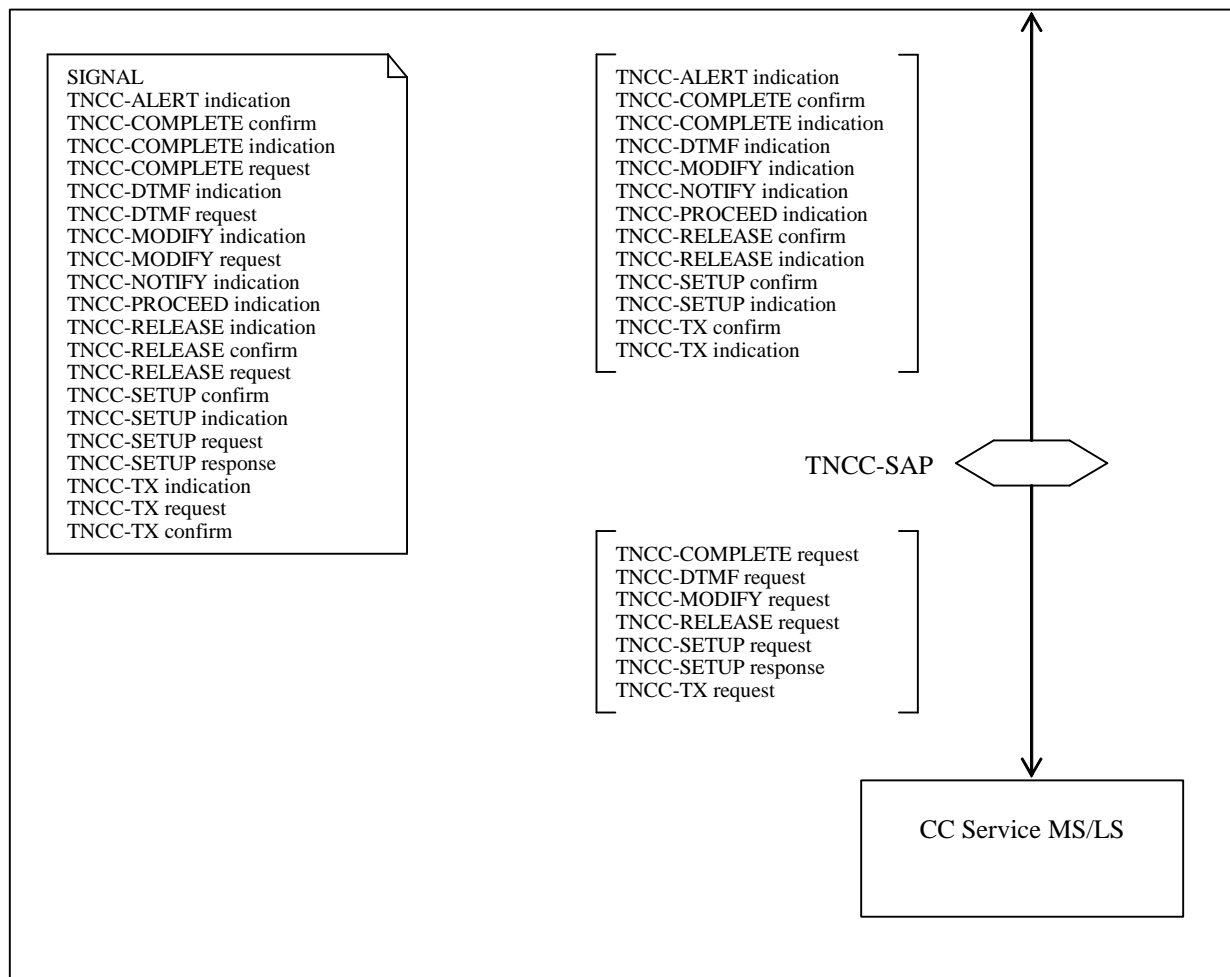 SIGNAL
TNCC-ALERT indication
TNCC-COMPLETE confirm
TNCC-COMPLETE indication
TNCC-COMPLETE request
TNCC-DTMF indication
TNCC-DTMF request
TNCC-MODIFY indication
TNCC-MODIFY request
TNCC-NOTIFY indication
TNCC-PROCEED indication
TNCC-RELEASE indication
TNCC-RELEASE confirm
TNCC-RELEASE request
TNCC-SETUP confirm
TNCC-SETUP indication
TNCC-SETUP request
TNCC-SETUP response
TNCC-TX indication
TNCC-TX request
TNCC-TX confirm
TNCC-ALERT indication
TNCC-COMPLETE confirm
TNCC-COMPLETE indication
TNCC-DTMF indication
TNCC-MODIFY indication
TNCC-NOTIFY indication
TNCC-PROCEED indication
TNCC-RELEASE confirm
TNCC-RELEASE indication
TNCC-SETUP confirm
TNCC-SETUP indication
TNCC-TX confirm
TNCC-TX indication
TNCC-SAP
TNCC-COMPLETE request
TNCC-DTMF request
TNCC-MODIFY request
TNCC-RELEASE request
TNCC-SETUP request
TNCC-SETUP response
TNCC-TX request
CC Service MS/LS